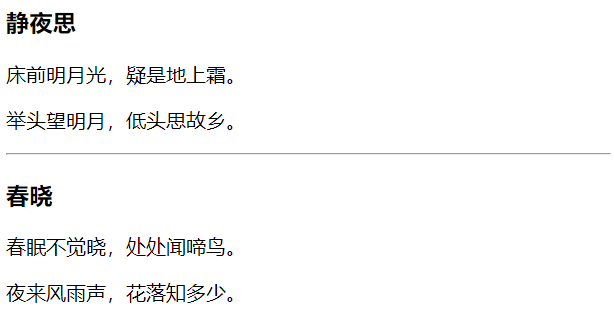 静夜思
床前明月光，疑是地上霜。
举头望明月，低头思故乡。
春晓
春眠不觉晓，处处闻啼鸟。
夜来风雨声，花落知多少。